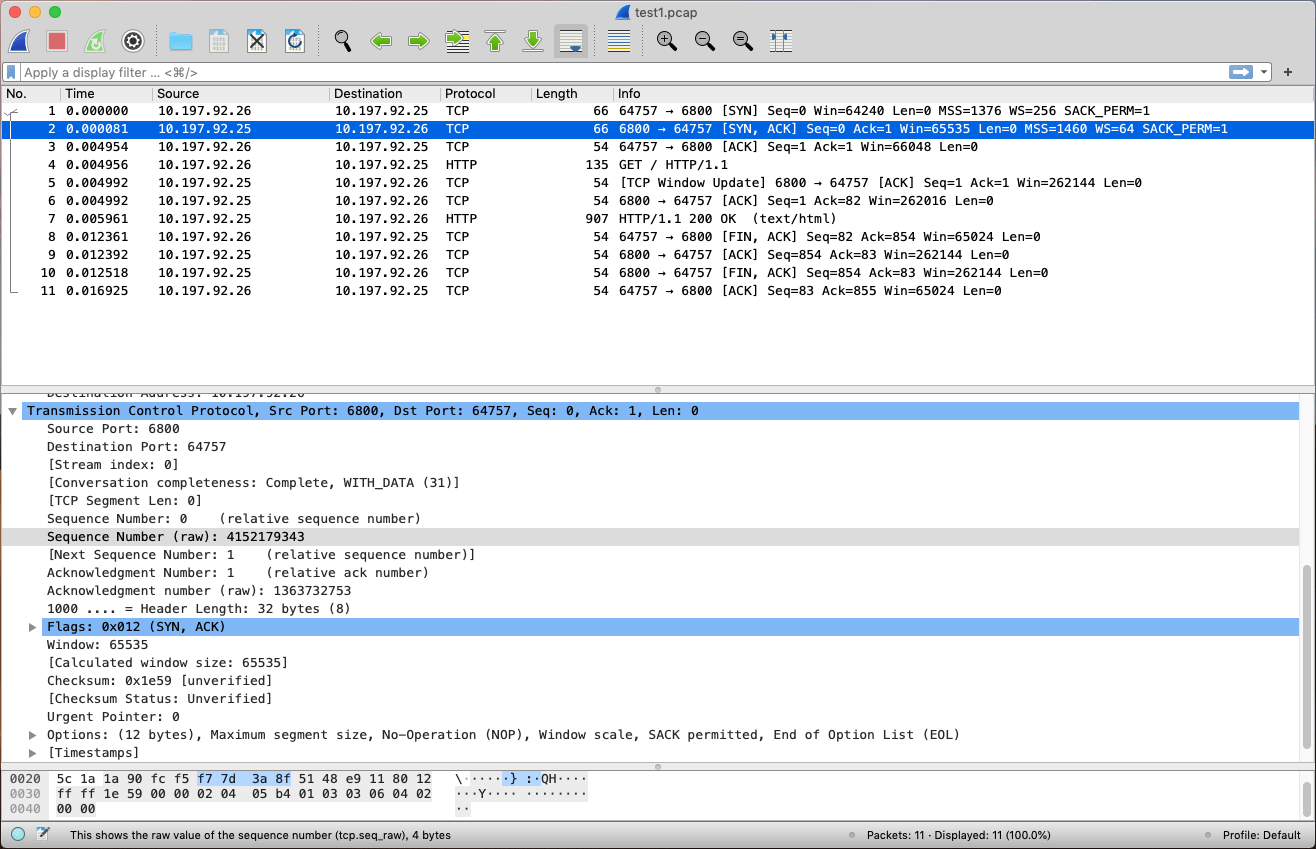 test1.pcap
Apply a display filter ... <⌘/>
No. Time Source Destination Protocol Length Info
1 0.000000 10.197.92.26 10.197.92.25 TCP 66 64757 → 6800 [SYN] Seq=0 Win=64240 Len=0 MSS=1376 WS=256 SACK_PERM=1
2 0.000081 10.197.92.25 10.197.92.26 TCP 66 6800 → 64757 [SYN, ACK] Seq=0 Ack=1 Win=65535 Len=0 MSS=1460 WS=64 SACK_PERM=1
3 0.004954 10.197.92.26 10.197.92.25 TCP 54 64757 → 6800 [ACK] Seq=1 Ack=1 Win=66048 Len=0
4 0.004956 10.197.92.26 10.197.92.25 HTTP 135 GET / HTTP/1.1
5 0.004992 10.197.92.25 10.197.92.26 TCP 54 [TCP Window Update] 6800 → 64757 [ACK] Seq=1 Ack=1 Win=262144 Len=0
6 0.004992 10.197.92.25 10.197.92.26 TCP 54 6800 → 64757 [ACK] Seq=1 Ack=82 Win=262016 Len=0
7 0.005961 10.197.92.25 10.197.92.26 HTTP 907 HTTP/1.1 200 OK (text/html)
8 0.012361 10.197.92.26 10.197.92.25 TCP 54 64757 → 6800 [FIN, ACK] Seq=82 Ack=854 Win=65024 Len=0
9 0.012392 10.197.92.25 10.197.92.26 TCP 54 6800 → 64757 [ACK] Seq=854 Ack=83 Win=262144 Len=0
10 0.012518 10.197.92.25 10.197.92.26 TCP 54 6800 → 64757 [FIN, ACK] Seq=854 Ack=83 Win=262144 Len=0
11 0.016925 10.197.92.26 10.197.92.25 TCP 54 64757 → 6800 [ACK] Seq=83 Ack=855 Win=65024 Len=0
Destination Address: 10.197.92.26
Transmission Control Protocol, Src Port: 6800, Dst Port: 64757, Seq: 0, Ack: 1, Len: 0
Source Port: 6800
Destination Port: 64757
[Stream index: 0]
[Conversation completeness: Complete, WITH_DATA (31)]
[TCP Segment Len: 0]
Sequence Number: 0 (relative sequence number)
Sequence Number (raw): 4152179343
[Next Sequence Number: 1 (relative sequence number)]
Acknowledgment Number: 1 (relative ack number)
Acknowledgment number (raw): 1363732753
1000 .... = Header Length: 32 bytes (8)
Flags: 0x012 (SYN, ACK)
Window: 65535
[Calculated window size: 65535]
Checksum: 0x1e59 [unverified]
[Checksum Status: Unverified]
Urgent Pointer: 0
Options: (12 bytes), Maximum segment size, No-Operation (NOP), Window scale, SACK permitted, End of Option List (EOL)
[Timestamps]
0020 5c 1a 1a 90 fc f5 f7 7d 3a 8f 51 48 e9 11 80 12 \······} :·QH····
0030 ff ff 1e 59 00 00 02 04 05 b4 01 03 03 06 04 02 ···Y···· ········
0040 00 00 ··
This shows the raw value of the sequence number (tcp.seq_raw), 4 bytes
Packets: 11 · Displayed: 11 (100.0%)
Profile: Default